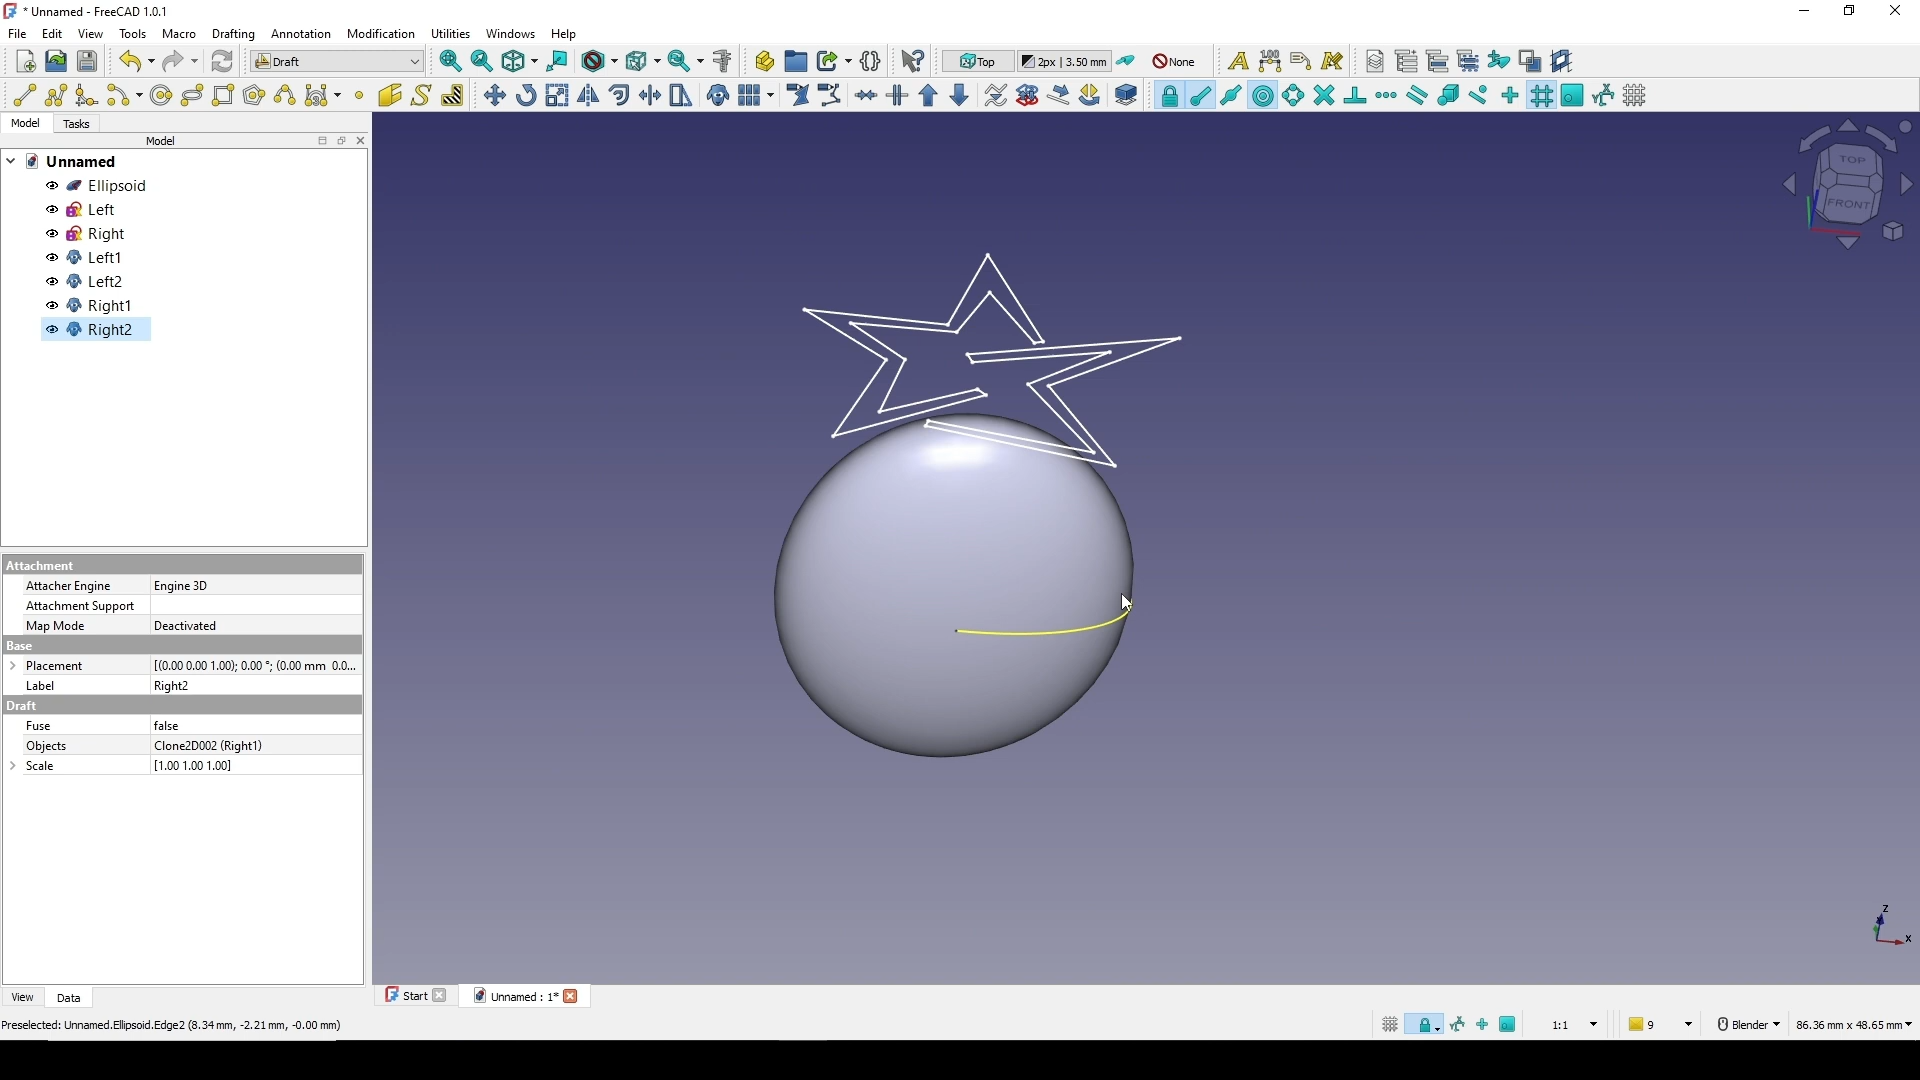 * Unnamed - FreeCAD 1.0.1
File Edit View Tools Macro Drafting Annotation Modification Utilities Windows Help
Draft Top 2px | 3.50 mm None
Model Tasks
Model
Unnamed
Ellipsoid
Left
Right
Left1
Left2
Right1
Right2
Attachment
Attacher Engine Engine 3D
Attachment Support
Map Mode Deactivated
Base
Placement [(0.00 0.00 1.00); 0.00 °; (0.00 mm 0.0...
Label Right2
Draft
Fuse false
Objects Clone2D002 (Right1)
Scale [1.00 1.00 1.00]
View Data
TOP
FRONT
Z
X
Start Unnamed : 1*
Preselected: Unnamed.Ellipsoid.Edge2 (8.34 mm, -2.21 mm, -0.00 mm)
1:1 9 Blender 86.36 mm x 48.65 mm